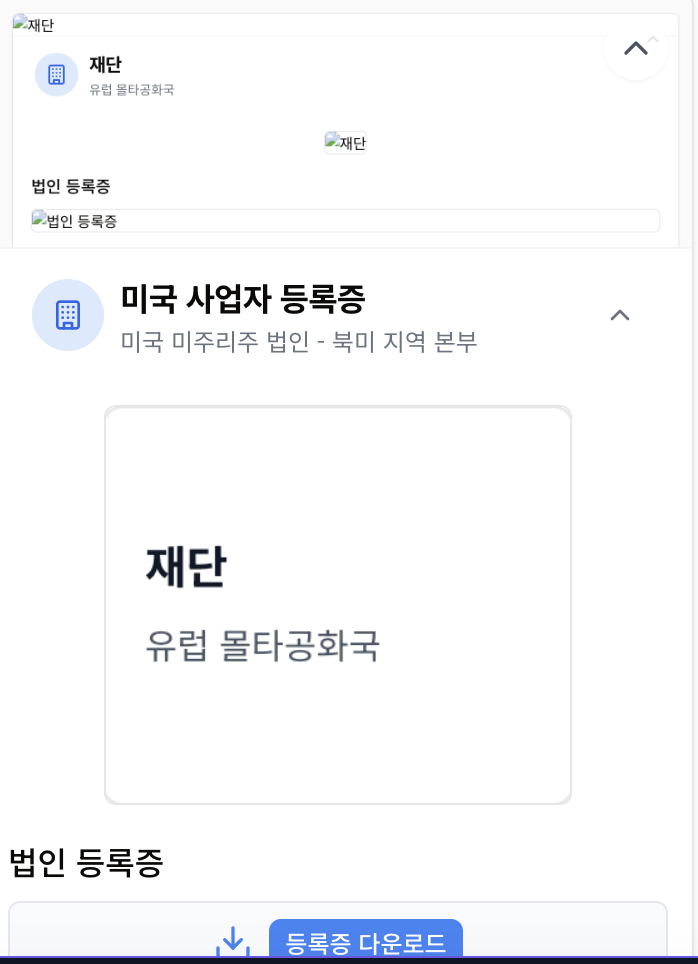 재단
재단
유럽 몰타공화국
재단
법인 등록증
법인 등록증
미국 사업자 등록증
미국 미주리주 법인 - 북미 지역 본부
재단
유럽 몰타공화국
법인 등록증
등록증 다운로드